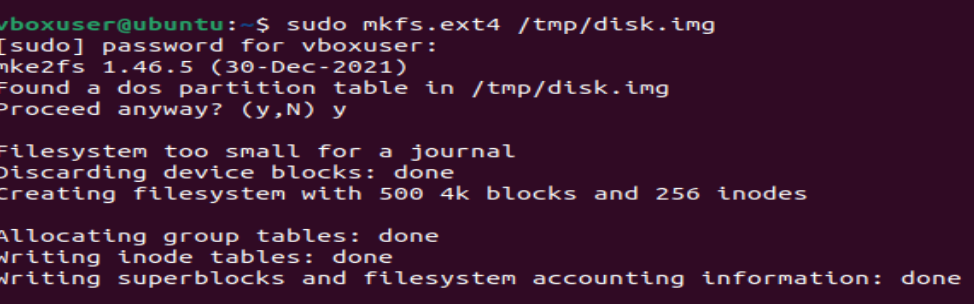 vboxuser@ubuntu:~$ sudo mkfs.ext4 /tmp/disk.img
[sudo] password for vboxuser:
mke2fs 1.46.5 (30-Dec-2021)
Found a dos partition table in /tmp/disk.img
Proceed anyway? (y,N) y
Filesystem too small for a journal
Discarding device blocks: done
Creating filesystem with 500 4k blocks and 256 inodes
Allocating group tables: done
Writing inode tables: done
Writing superblocks and filesystem accounting information: done